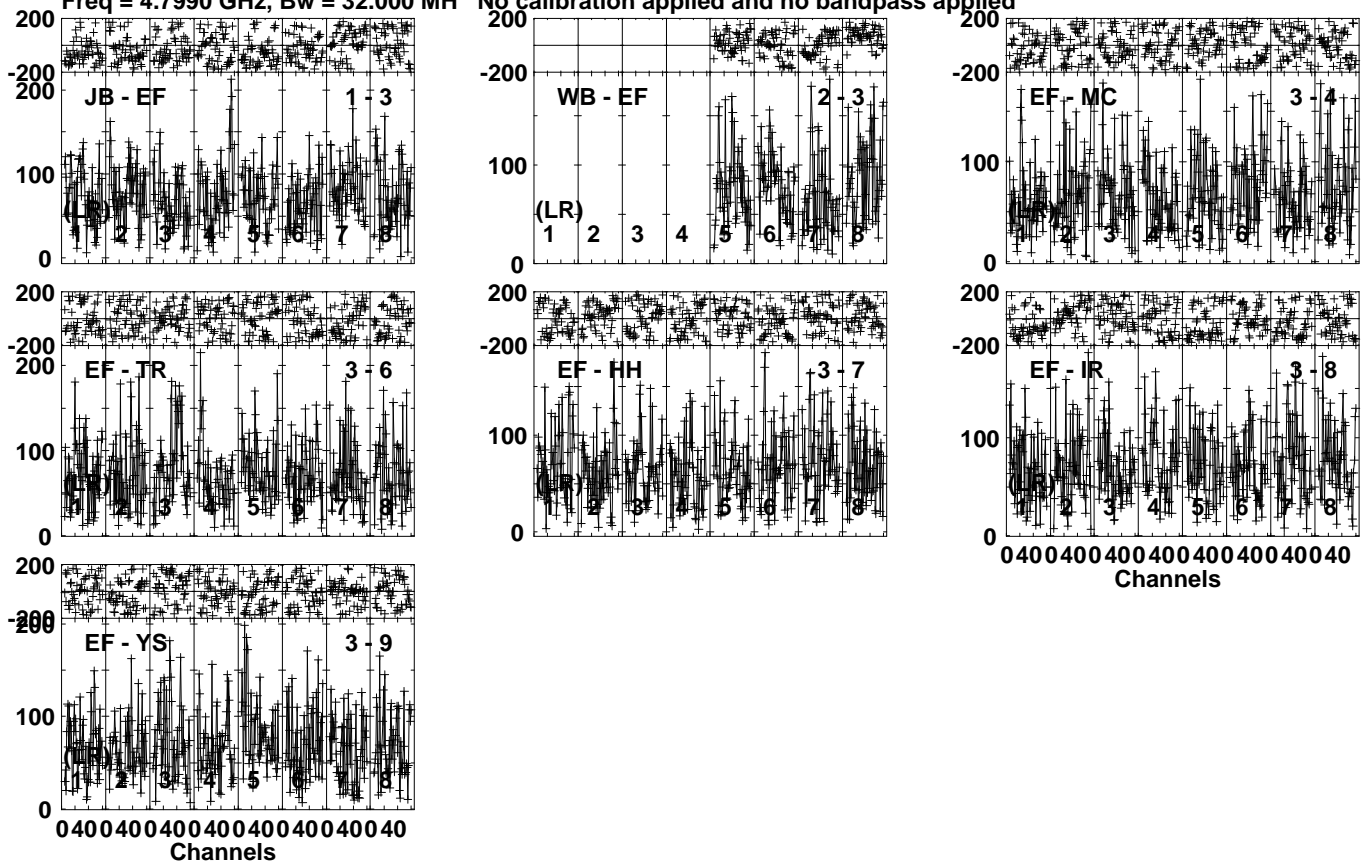 Freq = 4.7990 GHz, Bw = 32.000 MH No calibration applied and no bandpass applied
200
-200
200
100
0
JB - EF 1 - 3
(LR)
1 2 3 4 5 6 7 8
200
-200
100
0
WB - EF 2 - 3
(LR)
1 2 3 4 5 6 7 8
200
-200
100
0
EF - MC 3 - 4
(LR)
1 2 3 4 5 6 7 8
200
-200
200
100
0
EF - TR 3 - 6
(LR)
1 2 3 4 5 6 7 8
200
-200
100
0
EF - HH 3 - 7
(LR)
1 2 3 4 5 6 7 8
200
-200
100
0
EF - IR 3 - 8
(LR)
1 2 3 4 5 6 7 8
0 40 0 40 0 40 0 40 0 40 0 40 0 40 0 40
Channels
200
-200
200
100
0
EF - YS 3 - 9
(LR)
1 2 3 4 5 6 7 8
0 40 0 40 0 40 0 40 0 40 0 40 0 40 0 40
Channels